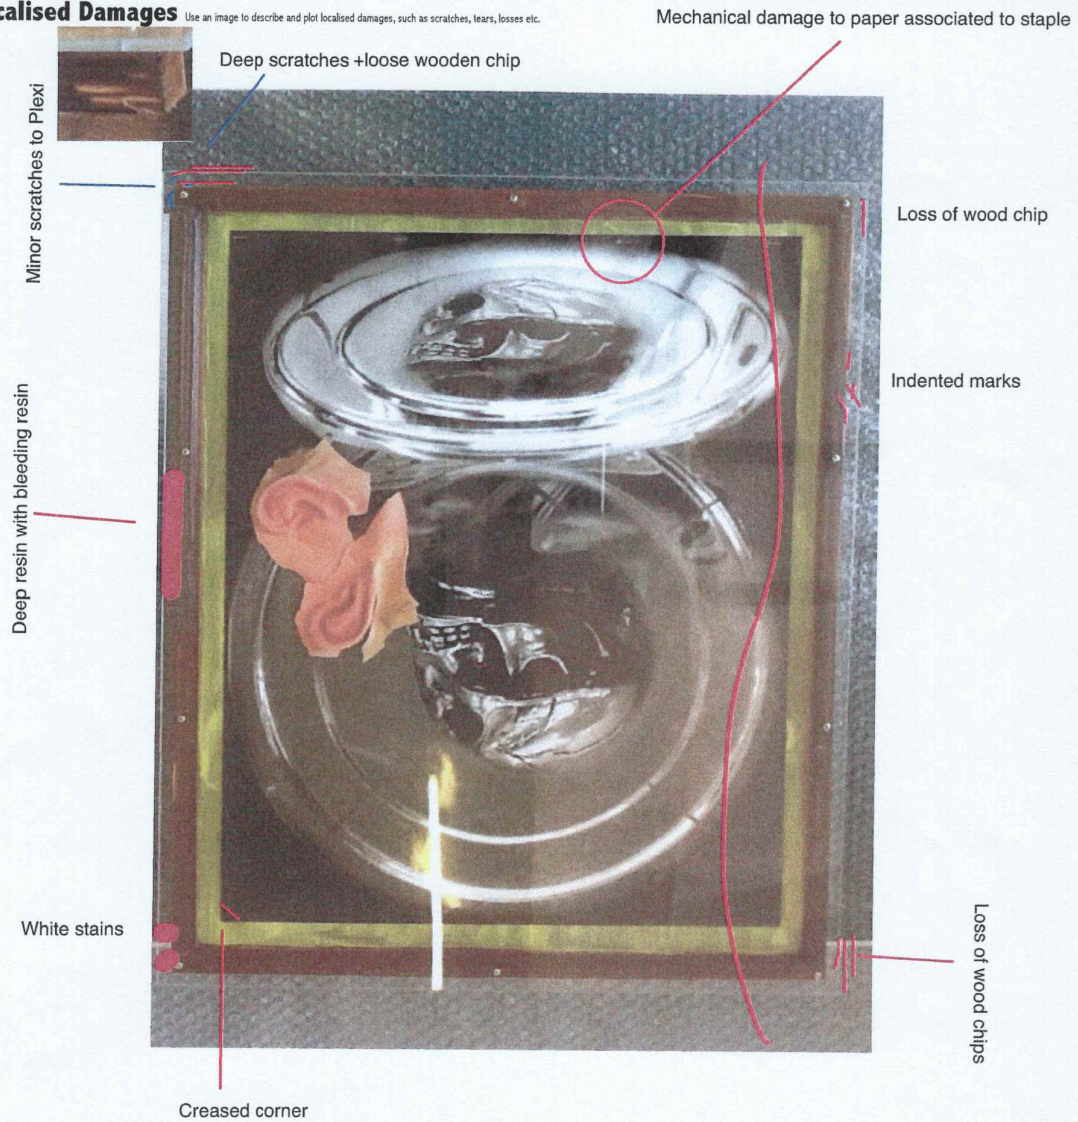 calised Damages Use an image to describe and plot localised damages, such as scratches, tears, losses etc.
Mechanical damage to paper associated to staple
Deep scratches +loose wooden chip
Minor scratches to Plexi
Loss of wood chip
Indented marks
Deep resin with bleeding resin
White stains
Loss of wood chips
Creased corner